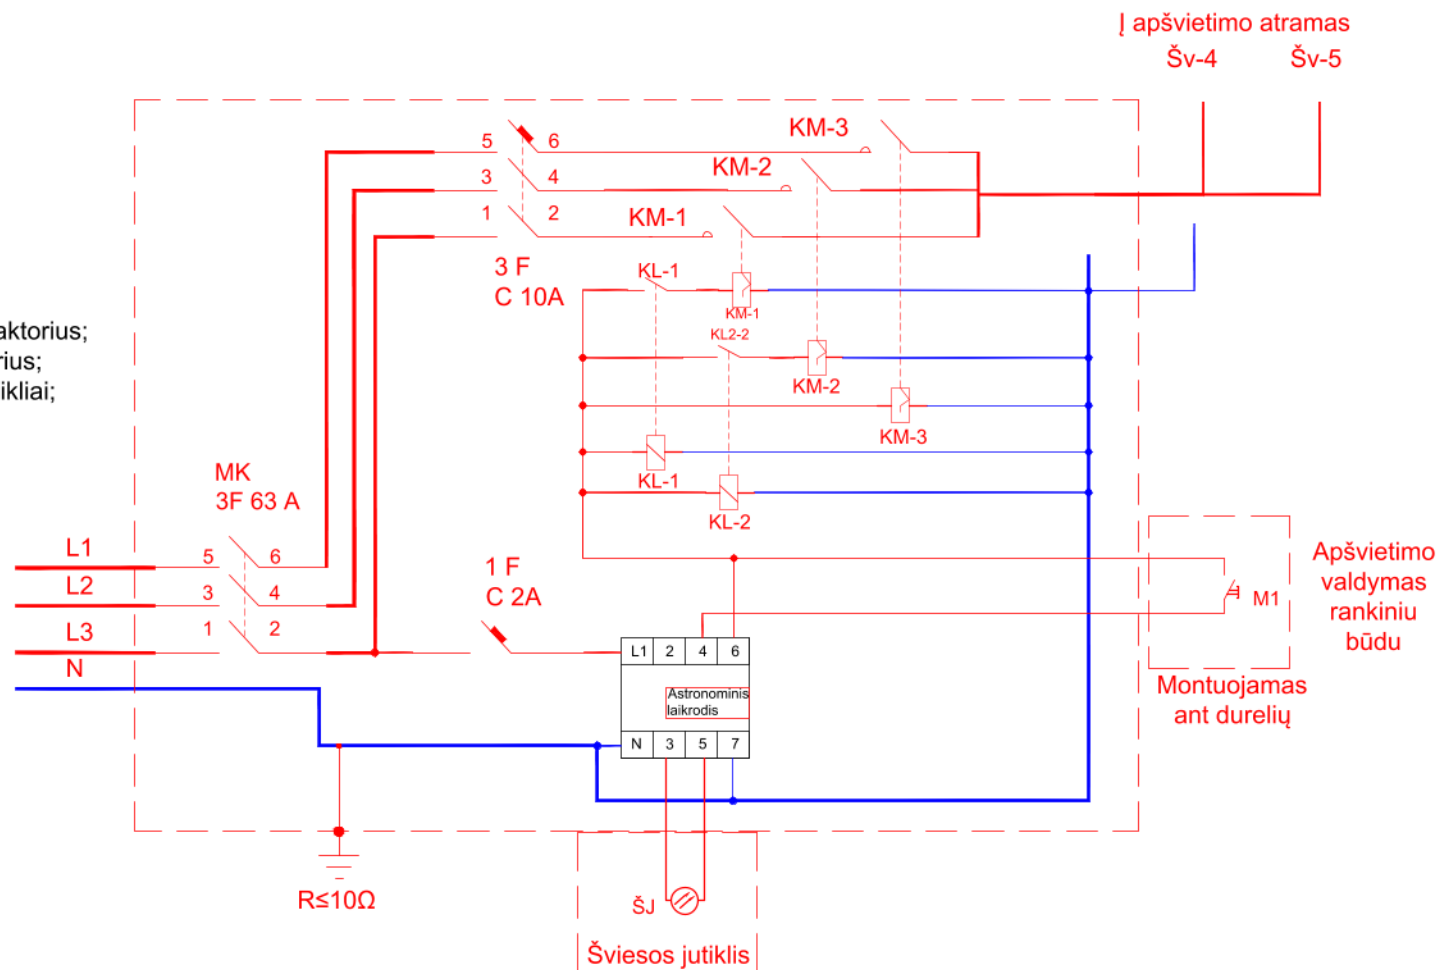 Į apšvietimo atramas
Šv-4
Šv-5
KM-3
5
6
KM-2
3
4
KM-1
1
2
3 F
C 10A
KL-1
KM-1
KL2-2
KM-2
KM-3
KL-1
KL-2
aktorius;
rius;
ikliai;
MK
3F 63 A
L1
5
6
L2
3
4
L3
1
2
N
1 F
C 2A
L1
2
4
6
Astronominis
laikrodis
N
3
5
7
M1
Apšvietimo
valdymas
rankiniu
būdu
Montuojamas
ant durelių
R≤10Ω
ŠJ
Šviesos jutiklis